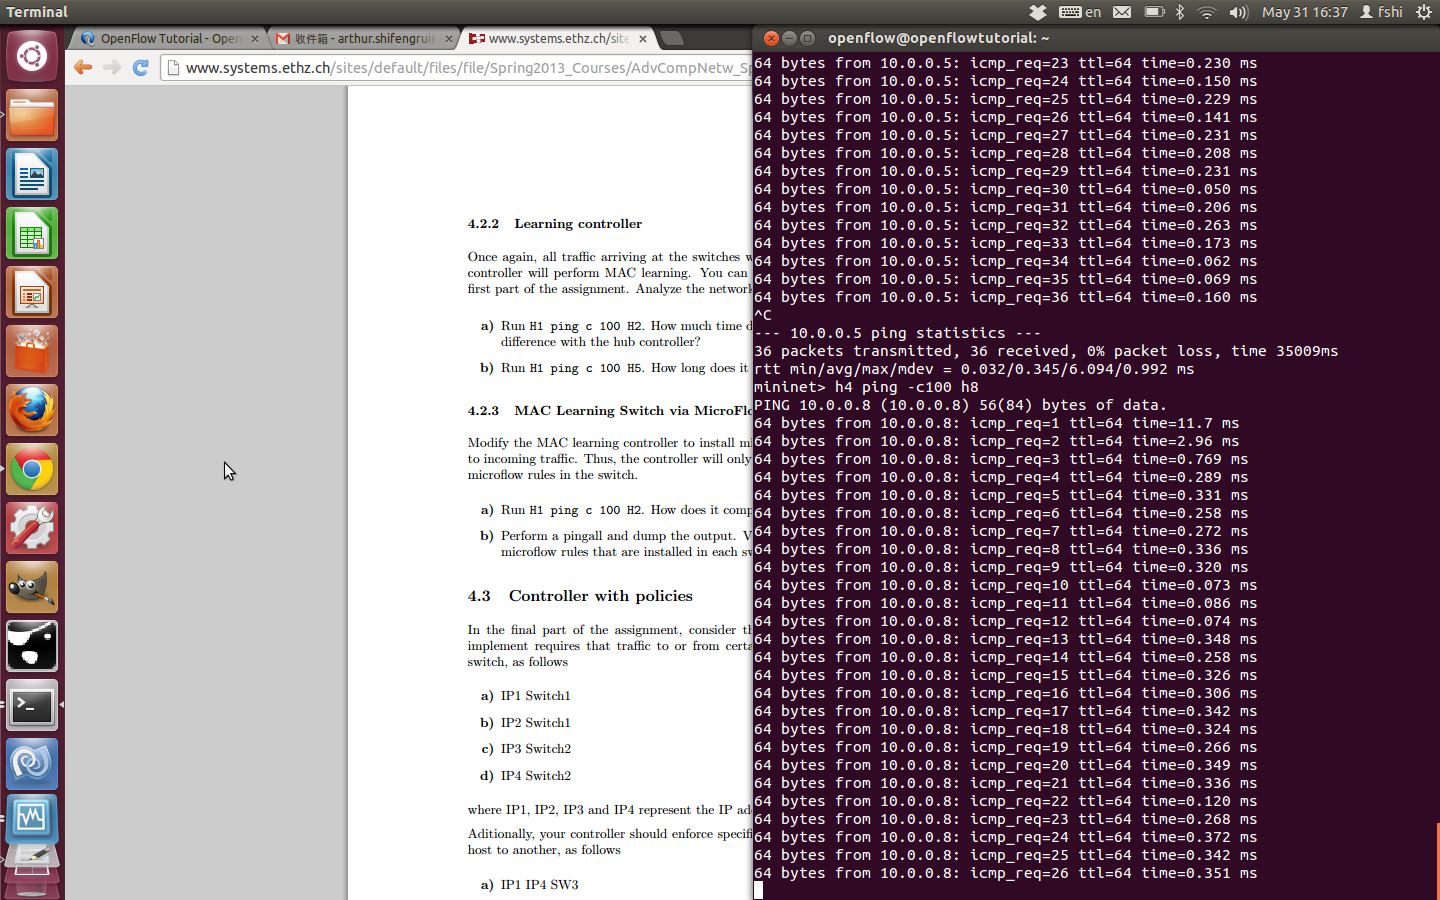 Terminal
en
May 31 16:37
fshi
OpenFlow Tutorial - Open
收件箱 - arthur.shifengrui@
www.systems.ethz.ch/site
www.systems.ethz.ch/sites/default/files/file/Spring2013_Courses/AdvCompNetw_Sp
4.2.2 Learning controller
Once again, all traffic arriving at the switches w
controller will perform MAC learning. You can
first part of the assignment. Analyze the network
a) Run H1 ping c 100 H2. How much time d
difference with the hub controller?
b) Run H1 ping c 100 H5. How long does it
4.2.3 MAC Learning Switch via MicroFlo
Modify the MAC learning controller to install mi
to incoming traffic. Thus, the controller will only
microflow rules in the switch.
a) Run H1 ping c 100 H2. How does it comp
b) Perform a pingall and dump the output. V
microflow rules that are installed in each sw
4.3 Controller with policies
In the final part of the assignment, consider th
implement requires that traffic to or from certa
switch, as follows
a) IP1 Switch1
b) IP2 Switch1
c) IP3 Switch2
d) IP4 Switch2
where IP1, IP2, IP3 and IP4 represent the IP add
Aditionally, your controller should enforce specifi
host to another, as follows
a) IP1 IP4 SW3
openflow@openflowtutorial: ~
64 bytes from 10.0.0.5: icmp_req=23 ttl=64 time=0.230 ms
64 bytes from 10.0.0.5: icmp_req=24 ttl=64 time=0.150 ms
64 bytes from 10.0.0.5: icmp_req=25 ttl=64 time=0.229 ms
64 bytes from 10.0.0.5: icmp_req=26 ttl=64 time=0.141 ms
64 bytes from 10.0.0.5: icmp_req=27 ttl=64 time=0.231 ms
64 bytes from 10.0.0.5: icmp_req=28 ttl=64 time=0.208 ms
64 bytes from 10.0.0.5: icmp_req=29 ttl=64 time=0.231 ms
64 bytes from 10.0.0.5: icmp_req=30 ttl=64 time=0.050 ms
64 bytes from 10.0.0.5: icmp_req=31 ttl=64 time=0.206 ms
64 bytes from 10.0.0.5: icmp_req=32 ttl=64 time=0.263 ms
64 bytes from 10.0.0.5: icmp_req=33 ttl=64 time=0.173 ms
64 bytes from 10.0.0.5: icmp_req=34 ttl=64 time=0.062 ms
64 bytes from 10.0.0.5: icmp_req=35 ttl=64 time=0.069 ms
64 bytes from 10.0.0.5: icmp_req=36 ttl=64 time=0.160 ms
^C
--- 10.0.0.5 ping statistics ---
36 packets transmitted, 36 received, 0% packet loss, time 35009ms
rtt min/avg/max/mdev = 0.032/0.345/6.094/0.992 ms
mininet> h4 ping -c100 h8
PING 10.0.0.8 (10.0.0.8) 56(84) bytes of data.
64 bytes from 10.0.0.8: icmp_req=1 ttl=64 time=11.7 ms
64 bytes from 10.0.0.8: icmp_req=2 ttl=64 time=2.96 ms
64 bytes from 10.0.0.8: icmp_req=3 ttl=64 time=0.769 ms
64 bytes from 10.0.0.8: icmp_req=4 ttl=64 time=0.289 ms
64 bytes from 10.0.0.8: icmp_req=5 ttl=64 time=0.331 ms
64 bytes from 10.0.0.8: icmp_req=6 ttl=64 time=0.258 ms
64 bytes from 10.0.0.8: icmp_req=7 ttl=64 time=0.272 ms
64 bytes from 10.0.0.8: icmp_req=8 ttl=64 time=0.336 ms
64 bytes from 10.0.0.8: icmp_req=9 ttl=64 time=0.320 ms
64 bytes from 10.0.0.8: icmp_req=10 ttl=64 time=0.073 ms
64 bytes from 10.0.0.8: icmp_req=11 ttl=64 time=0.086 ms
64 bytes from 10.0.0.8: icmp_req=12 ttl=64 time=0.074 ms
64 bytes from 10.0.0.8: icmp_req=13 ttl=64 time=0.348 ms
64 bytes from 10.0.0.8: icmp_req=14 ttl=64 time=0.258 ms
64 bytes from 10.0.0.8: icmp_req=15 ttl=64 time=0.326 ms
64 bytes from 10.0.0.8: icmp_req=16 ttl=64 time=0.306 ms
64 bytes from 10.0.0.8: icmp_req=17 ttl=64 time=0.342 ms
64 bytes from 10.0.0.8: icmp_req=18 ttl=64 time=0.324 ms
64 bytes from 10.0.0.8: icmp_req=19 ttl=64 time=0.266 ms
64 bytes from 10.0.0.8: icmp_req=20 ttl=64 time=0.349 ms
64 bytes from 10.0.0.8: icmp_req=21 ttl=64 time=0.336 ms
64 bytes from 10.0.0.8: icmp_req=22 ttl=64 time=0.120 ms
64 bytes from 10.0.0.8: icmp_req=23 ttl=64 time=0.268 ms
64 bytes from 10.0.0.8: icmp_req=24 ttl=64 time=0.372 ms
64 bytes from 10.0.0.8: icmp_req=25 ttl=64 time=0.342 ms
64 bytes from 10.0.0.8: icmp_req=26 ttl=64 time=0.351 ms